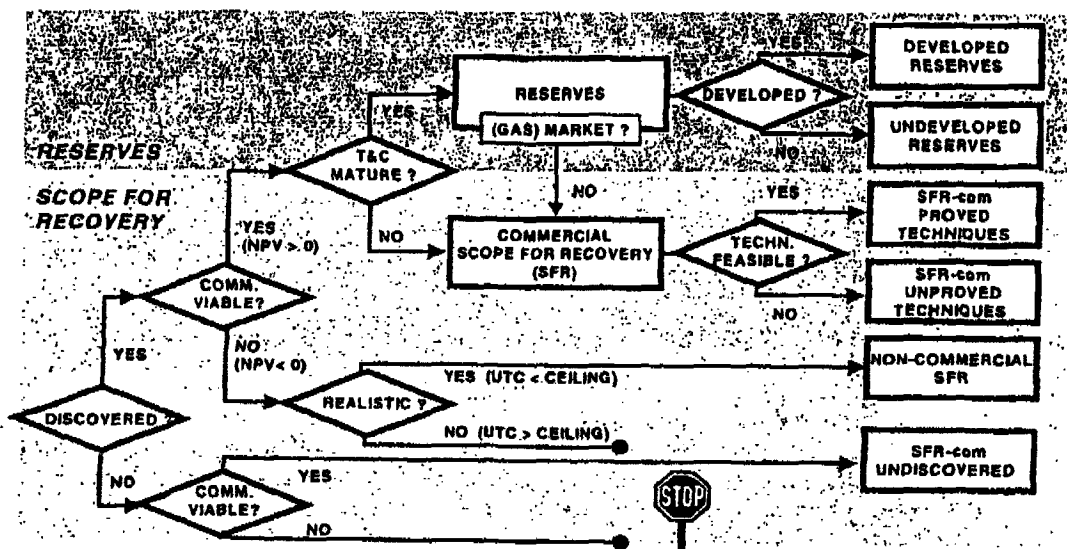 YES
DEVELOPED
RESERVES
RESERVES
DEVELOPED ?
YES
(GAS) MARKET ?
UNDEVELOPED
RESERVES
NO
RESERVES
T&C
MATURE ?
SCOPE FOR
RECOVERY
NO
YES
SFR-com
PROVED
TECHNIQUES
YES
(NPV > 0)
NO
COMMERCIAL
SCOPE FOR RECOVERY
(SFR)
TECHN.
FEASIBLE ?
COMM.
VIABLE?
NO
SFR-com
UNPROVED
TECHNIQUES
YES
NO
(NPV< 0)
YES (UTC < CEILING)
NON-COMMERCIAL
SFR
REALISTIC ?
DISCOVERED ?
NO (UTC > CEILING)
SFR-com
UNDISCOVERED
NO
COMM.
VIABLE?
YES
STOP
NO